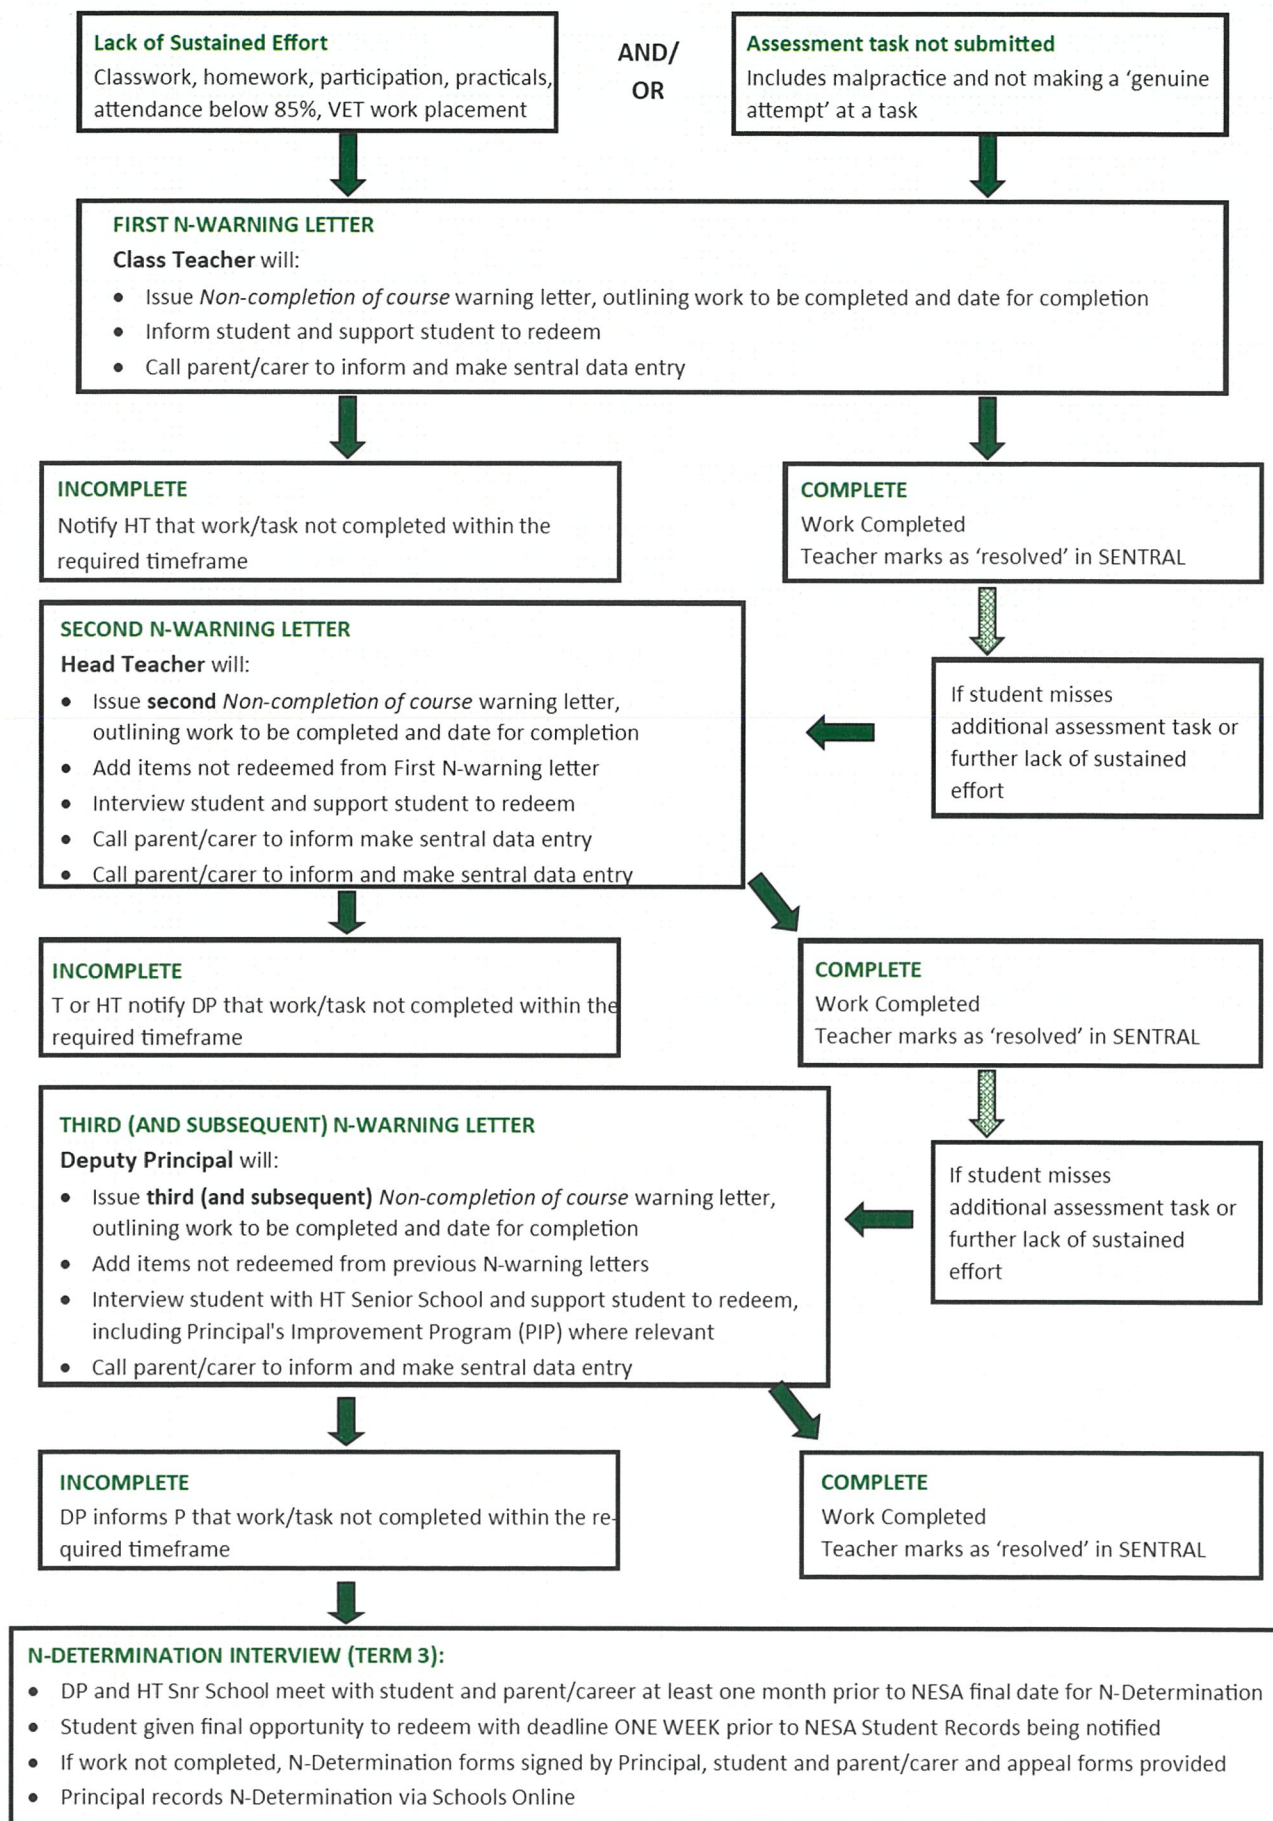 Lack of Sustained Effort
Classwork, homework, participation, practicals,
attendance below 85%, VET work placement
AND/
OR
Assessment task not submitted
Includes malpractice and not making a ‘genuine
attempt’ at a task
FIRST N-WARNING LETTER
Class Teacher will:
• Issue Non-completion of course warning letter, outlining work to be completed and date for completion
• Inform student and support student to redeem
• Call parent/carer to inform and make sentral data entry
INCOMPLETE
Notify HT that work/task not completed within the
required timeframe
COMPLETE
Work Completed
Teacher marks as ‘resolved’ in SENTRAL
SECOND N-WARNING LETTER
Head Teacher will:
• Issue second Non-completion of course warning letter,
outlining work to be completed and date for completion
• Add items not redeemed from First N-warning letter
• Interview student and support student to redeem
• Call parent/carer to inform make sentral data entry
• Call parent/carer to inform and make sentral data entry
If student misses
additional assessment task or
further lack of sustained
effort
INCOMPLETE
T or HT notify DP that work/task not completed within the
required timeframe
COMPLETE
Work Completed
Teacher marks as ‘resolved’ in SENTRAL
THIRD (AND SUBSEQUENT) N-WARNING LETTER
Deputy Principal will:
• Issue third (and subsequent) Non-completion of course warning letter,
outlining work to be completed and date for completion
• Add items not redeemed from previous N-warning letters
• Interview student with HT Senior School and support student to redeem,
including Principal's Improvement Program (PIP) where relevant
• Call parent/carer to inform and make sentral data entry
If student misses
additional assessment task or
further lack of sustained
effort
INCOMPLETE
DP informs P that work/task not completed within the re-
quired timeframe
COMPLETE
Work Completed
Teacher marks as ‘resolved’ in SENTRAL
N-DETERMINATION INTERVIEW (TERM 3):
• DP and HT Snr School meet with student and parent/career at least one month prior to NESA final date for N-Determination
• Student given final opportunity to redeem with deadline ONE WEEK prior to NESA Student Records being notified
• If work not completed, N-Determination forms signed by Principal, student and parent/carer and appeal forms provided
• Principal records N-Determination via Schools Online